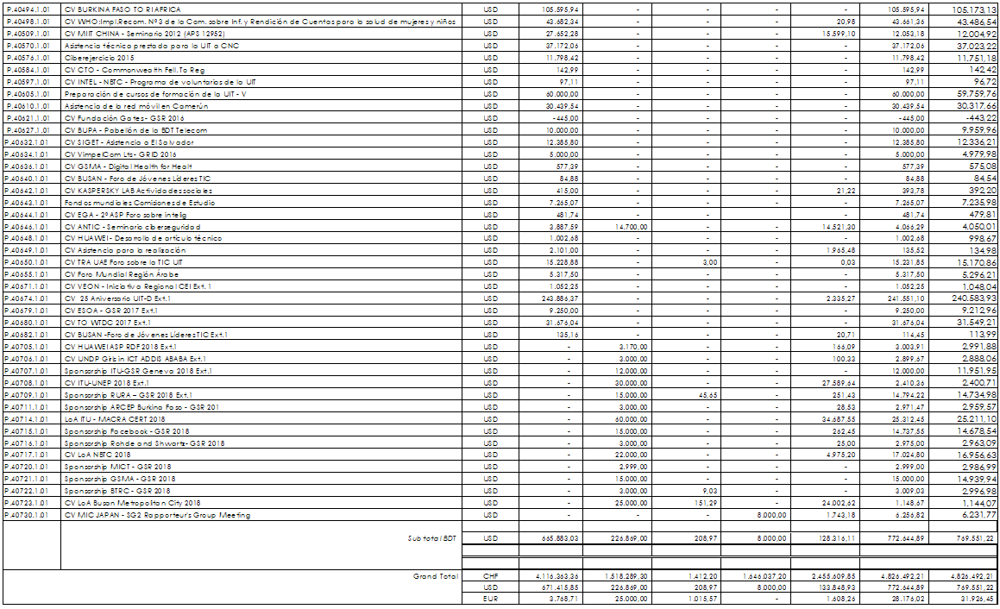 P.40494.1.01 CV BURKINA FASO TO RI AFRICA USD 105.595,94 - - - - 105.595,94 105.173,13
P.40498.1.01 CV WHO:Impl.Recom. Nº3 de la Com. sobre Inf. y Rendición de Cuentas para la salud de mujeres y niños USD 43.682,34 - - - 20,98 43.661,36 43.486,54
P.40509.1.01 CV MIIT CHINA - Seminario 2012 (APS 12952) USD 27.652,28 - - - 15.599,10 12.053,18 12.004,92
P.40570.1.01 Asistencia técnica prestada para la UIT a CNC USD 37.172,06 - - - - 37.172,06 37.023,22
P.40576.1.01 Ciberejercicio 2015 USD 11.798,42 - - - - 11.798,42 11.751,18
P.40584.1.01 CV CTO - Commonwealth Fell.To Reg USD 142,99 - - - - 142,99 142,42
P.40597.1.01 CV INTEL - NBTC - Programa de voluntarios de la UIT USD 97,11 - - - - 97,11 96,72
P.40605.1.01 Preparación de cursos de formación de la UIT - V USD 60.000,00 - - - - 60.000,00 59.759,76
P.40610.1.01 Asistencia de la red móvil en Camerún USD 30.439,54 - - - - 30.439,54 30.317,66
P.40621.1.01 CV Fundación Gates- GSR 2016 USD -445,00 - - - - -445,00 -443,22
P.40627.1.01 CV BUPA - Pabellón de la BDT Telecom USD 10.000,00 - - - - 10.000,00 9.959,96
P.40632.1.01 CV SIGET - Asistencia a El Salvador USD 12.385,80 - - - - 12.385,80 12.336,21
P.40634.1.01 CV VimpelCom Lts- GRID 2016 USD 5.000,00 - - - - 5.000,00 4.979,98
P.40636.1.01 CV GSMA - Digital Health for Healt USD 577,39 - - - - 577,39 575,08
P.40640.1.01 CV BUSAN - Foro de Jóvenes Líderes TIC USD 84,88 - - - - 84,88 84,54
P.40642.1.01 CV KASPERSKY LAB Actividades sociales USD 415,00 - - - 21,22 393,78 392,20
P.40643.1.01 Fondos mundiales Comisiones de Estudio USD 7.265,07 - - - - 7.265,07 7.235,98
P.40644.1.01 CV EGA - 2º ASP Foro sobre intelig USD 481,74 - - - - 481,74 479,81
P.40646.1.01 CV ANTIC - Seminario ciberseguridad USD 3.887,59 14.700,00 - - 14.521,30 4.066,29 4.050,01
P.40648.1.01 CV HUAWEI - Desarrollo de artículo técnico USD 1.002,68 - - - - 1.002,68 998,67
P.40649.1.01 CV Asistencia para la realización USD 2.101,00 - - - 1.965,48 135,52 134,98
P.40650.1.01 CV TRA UAE Foro sobre la TIC UIT USD 15.228,88 - 3,00 - 0,03 15.231,85 15.170,86
P.40655.1.01 CV Foro Mundial Región Árabe USD 5.317,50 - - - - 5.317,50 5.296,21
P.40671.1.01 CV VEON - Iniciativa Regional CEI Ext. 1 USD 1.052,25 - - - - 1.052,25 1.048,04
P.40674.1.01 CV 25 Aniversario UIT-D Ext.1 USD 243.886,37 - - - 2.335,27 241.551,10 240.583,93
P.40679.1.01 CV ESOA - GSR 2017 Ext.1 USD 9.250,00 - - - - 9.250,00 9.212,96
P.40680.1.01 CV TO WTDC 2017 Ext.1 USD 31.676,04 - - - - 31.676,04 31.549,21
P.40682.1.01 CV BUSAN -Foro de Jóvenes Líderes TIC Ext.1 USD 135,16 - - - 20,71 114,45 113,99
P.40705.1.01 CV HUAWEI ASP RDF 2018 Ext.1 USD - 3.170,00 - - 166,09 3.003,91 2.991,88
P.40706.1.01 CV UNDP Girls in ICT ADDIS ABABA Ext.1 USD - 3.000,00 - - 100,33 2.899,67 2.888,06
P.40707.1.01 Sponsorship ITU-GSR Geneva 2018 Ext.1 USD - 12.000,00 - - - 12.000,00 11.951,95
P.40708.1.01 CV ITU-UNEP 2018 Ext.1 USD - 30.000,00 - - 27.589,64 2.410,36 2.400,71
P.40709.1.01 Sponsorship RURA – GSR 2018 Ext.1 USD - 15.000,00 45,65 - 251,43 14.794,22 14.734,98
P.40711.1.01 Sponsorship ARCEP Burkina Faso - GSR 201 USD - 3.000,00 - - 28,53 2.971,47 2.959,57
P.40714.1.01 LoA ITU - MACRA CERT 2018 USD - 60.000,00 - - 34.687,55 25.312,45 25.211,10
P.40715.1.01 Sponsorship Facebook - GSR 2018 USD - 15.000,00 - - 262,45 14.737,55 14.678,54
P.40716.1.01 Sponsorship Rohde and Shwartz- GSR 2018 USD - 3.000,00 - - 25,00 2.975,00 2.963,09
P.40717.1.01 CV LoA NBTC 2018 USD - 22.000,00 - - 4.975,20 17.024,80 16.956,63
P.40720.1.01 Sponsorship MICT - GSR 2018 USD - 2.999,00 - - - 2.999,00 2.986,99
P.40721.1.01 Sponsorship GSMA - GSR 2018 USD - 15.000,00 - - - 15.000,00 14.939,94
P.40722.1.01 Sponsorship BTRC - GSR 2018 USD - 3.000,00 9,03 - - 3.009,03 2.996,98
P.40723.1.01 CV LoA Busan Metropolitan City 2018 USD - 25.000,00 151,29 - 24.002,62 1.148,67 1.144,07
P.40730.1.01 CV MIC JAPAN - SG2 Rapporteur's Group Meeting USD - - - 8.000,00 1.743,18 6.256,82 6.231,77
Sub total BDT USD 665.883,03 226.869,00 208,97 8.000,00 128.316,11 772.644,89 769.551,22
Grand Total CHF 4.116.363,36 1.518.289,30 1.412,20 1.646.037,20 2.455.609,85 4.826.492,21 4.826.492,21
USD 671.415,85 226.869,00 208,97 8.000,00 133.848,93 772.644,89 769.551,22
EUR 3.768,71 25.000,00 1.015,57 - 1.608,26 28.176,02 31.926,45